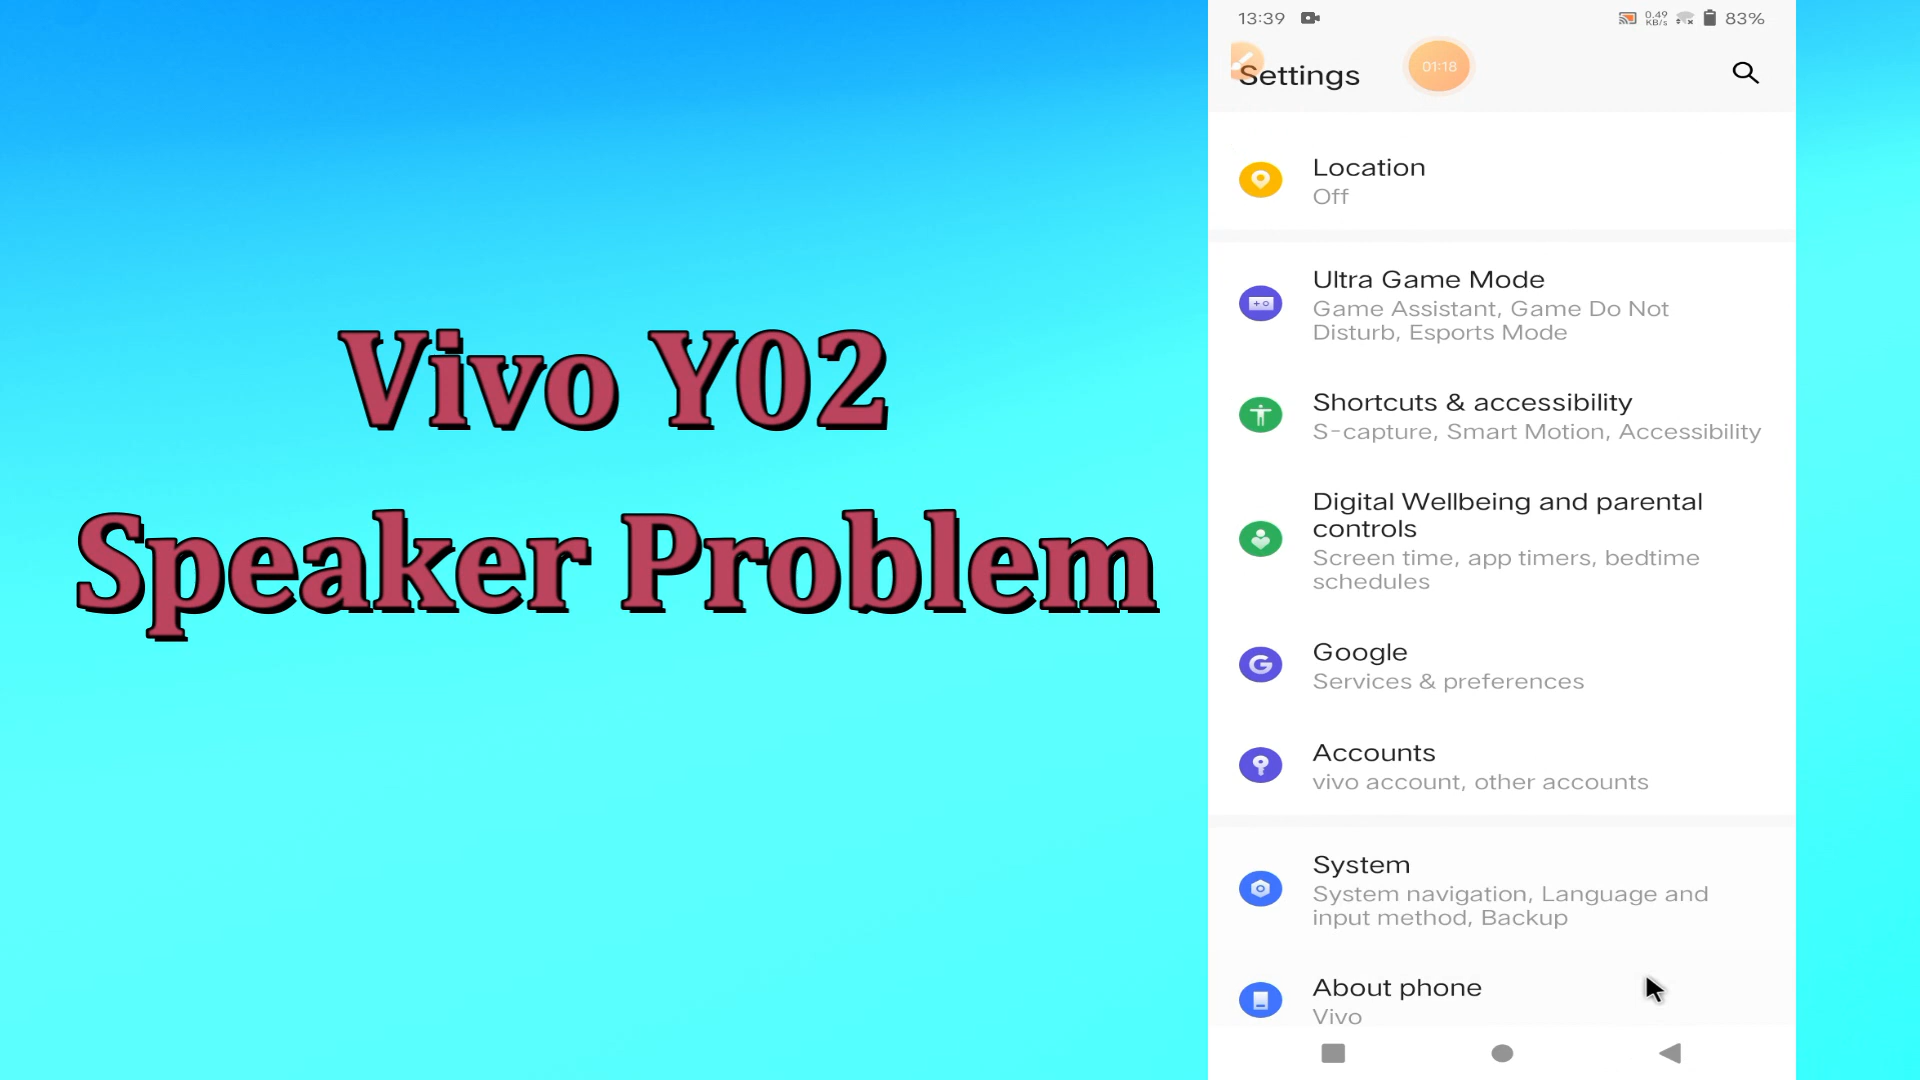 Vivo Y02
Speaker Problem
13:39
0.49
KB/s
83%
Settings
01:18
Location
Off
Ultra Game Mode
Game Assistant, Game Do Not
Disturb, Esports Mode
Shortcuts & accessibility
S-capture, Smart Motion, Accessibility
Digital Wellbeing and parental
controls
Screen time, app timers, bedtime
schedules
Google
Services & preferences
Accounts
vivo account, other accounts
System
System navigation, Language and
input method, Backup
About phone
Vivo